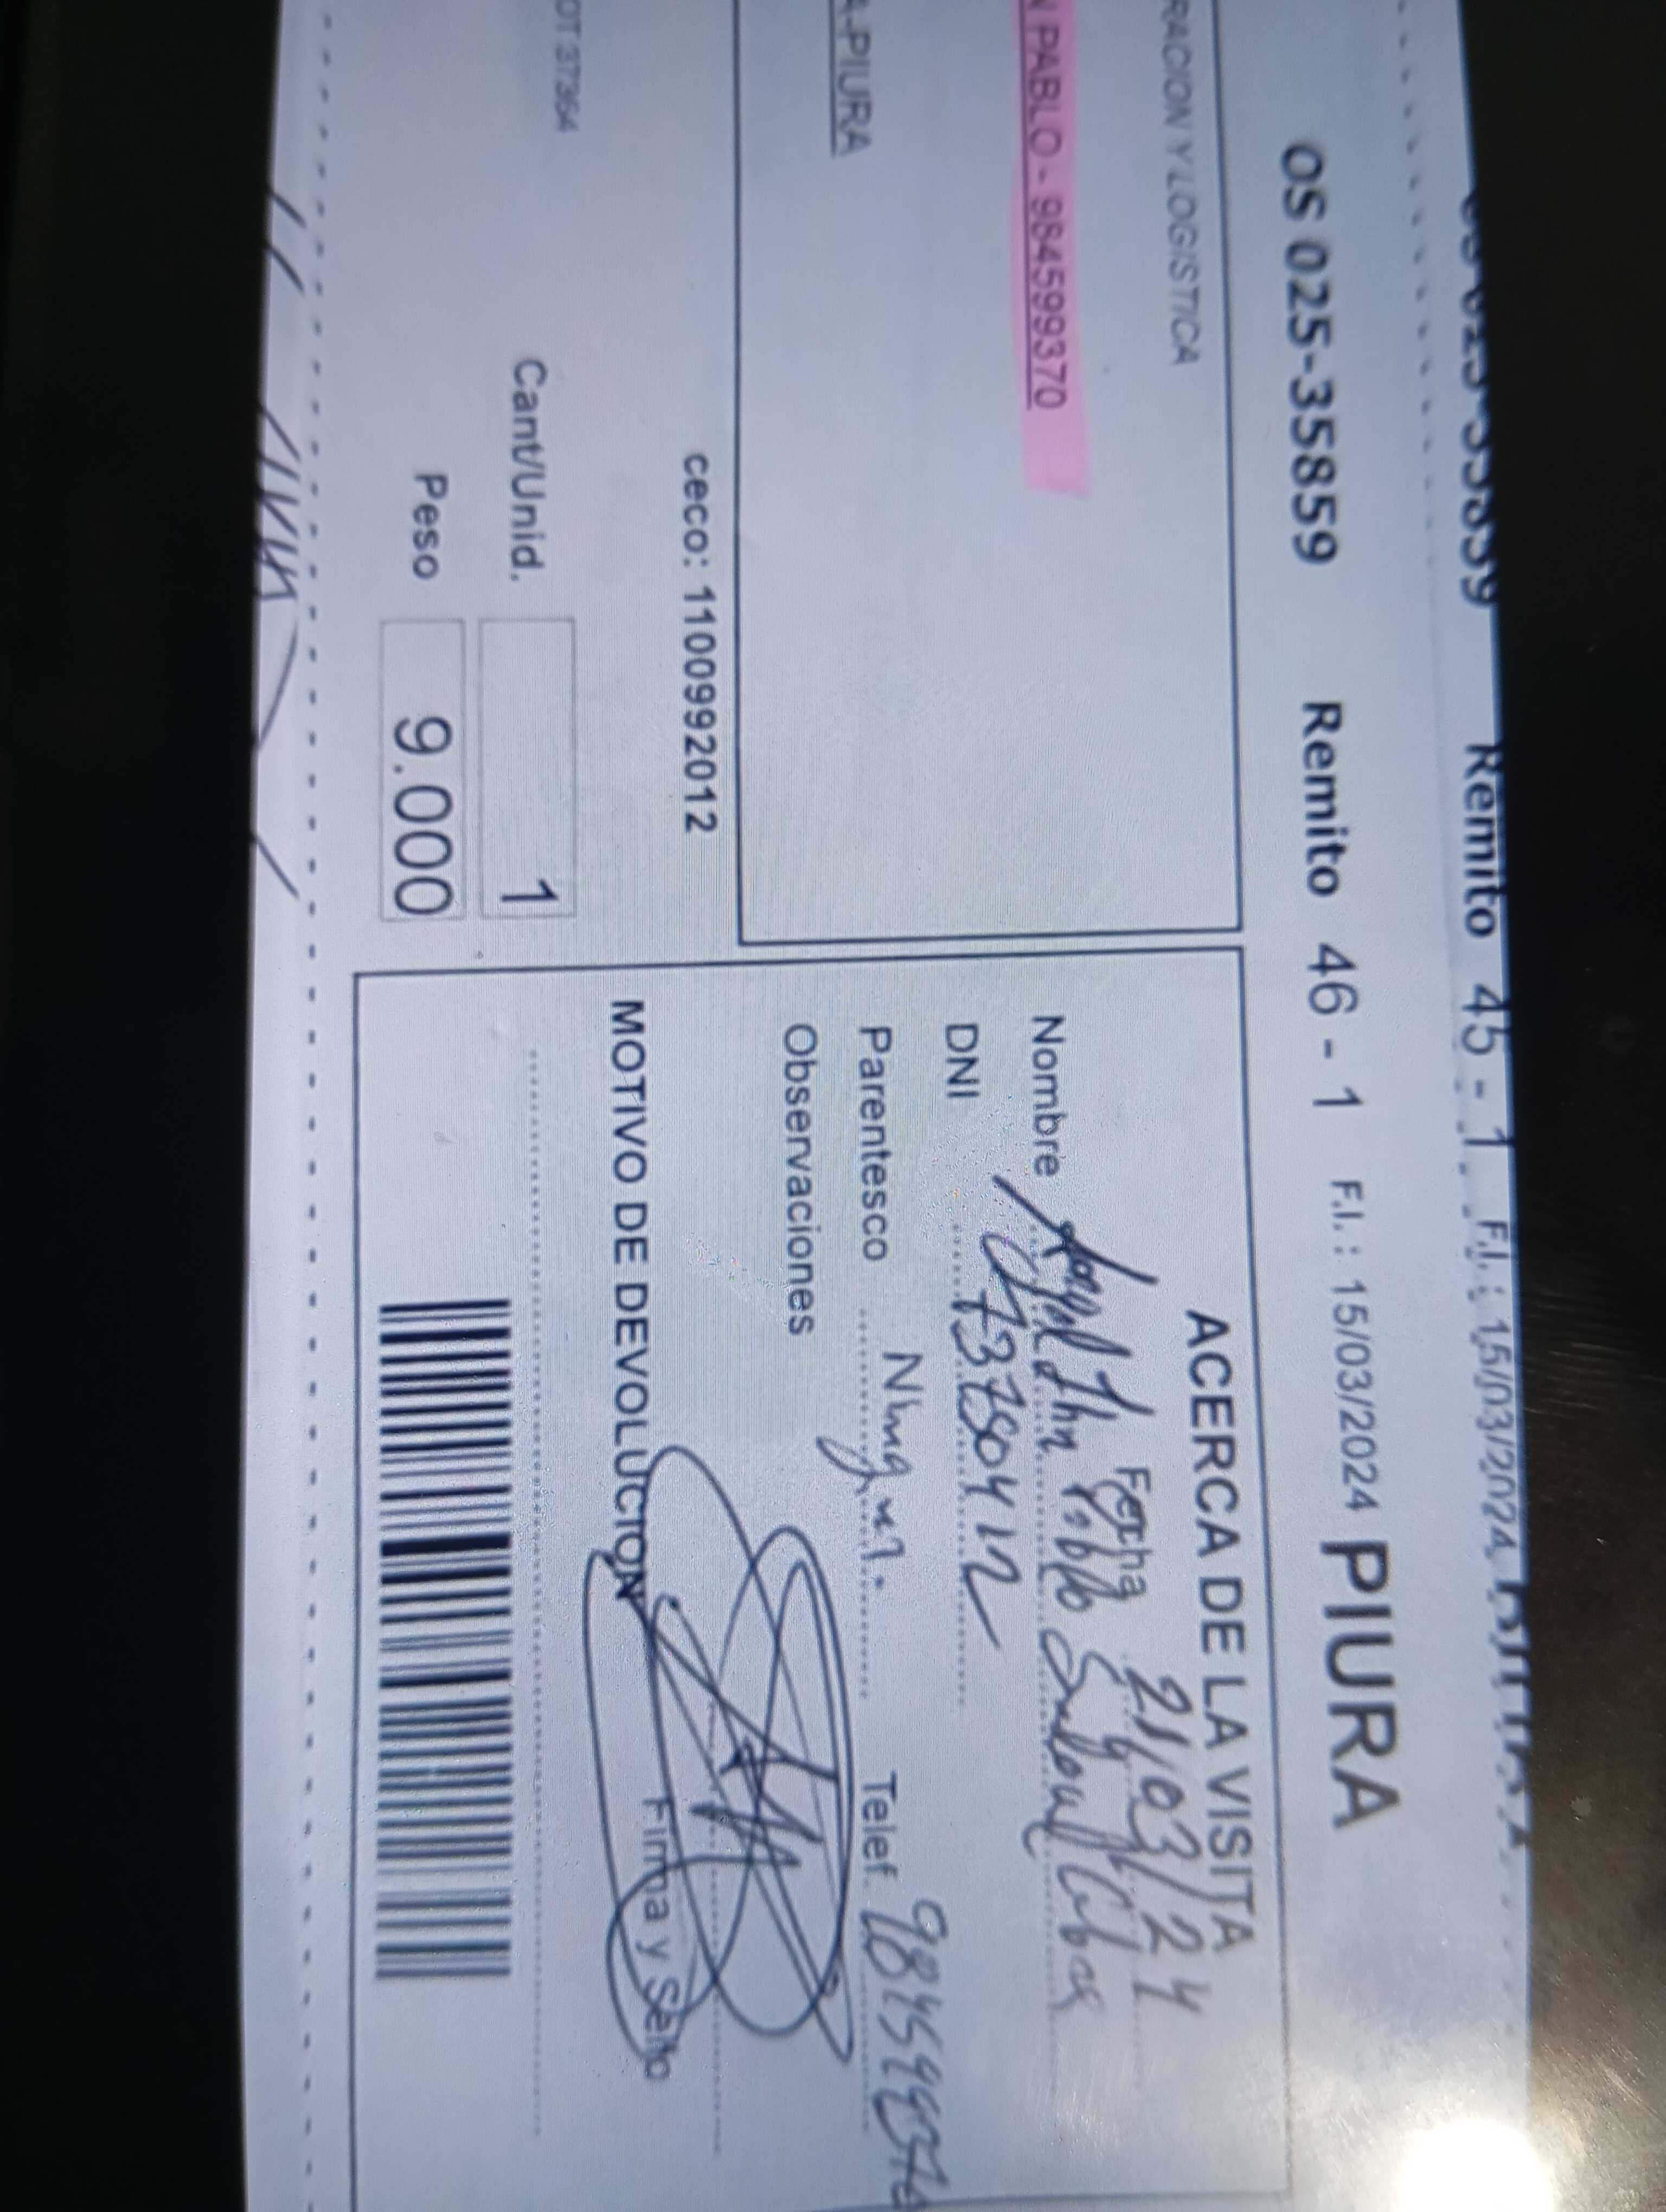 Remito 45 - 1 F.I.: 15/03/2024
OS 025-35859 Remito 46 - 1 F.I. : 15/03/2024 PIURA
RACION Y LOGISTICA
PABLO - 984599370
-PIURA
ceco: 1100992012
OT 37364
Cant/Unid. 1
Peso 9.000
ACERCA DE LA VISITA
Fecha 21/03/24
Nombre Jhn Pablo
DNI
Parentesco Telef.
Observaciones
MOTIVO DE DEVOLUCION
Firma y Sello